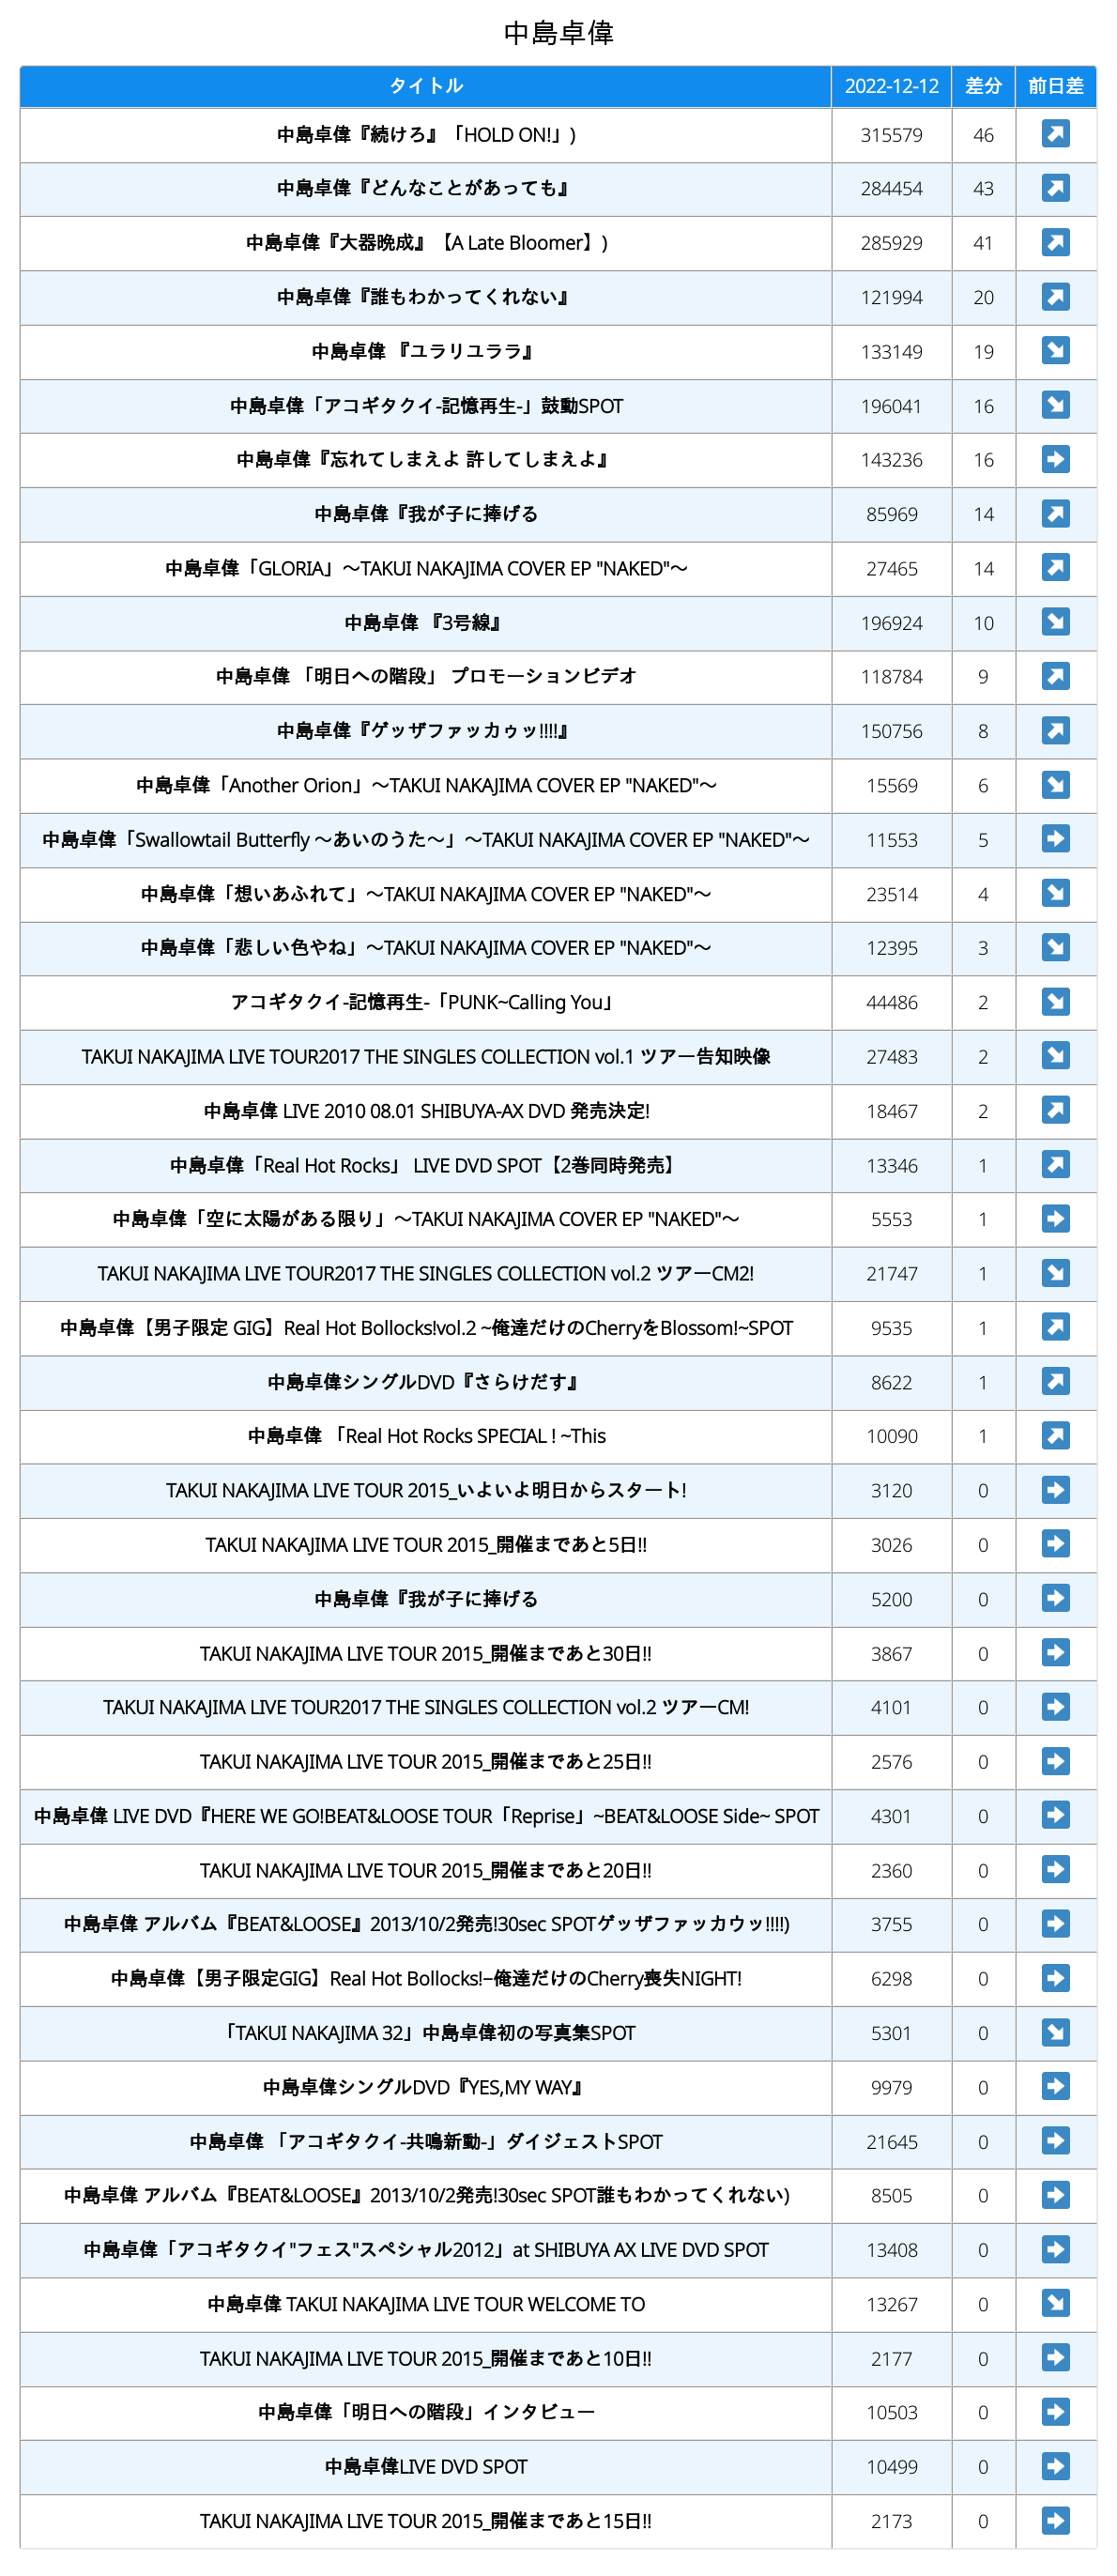 中島卓偉
タイトル 2022-12-12 差分 前日差
中島卓偉『続けろ』「HOLD ON!」) 315579 46 ↗
中島卓偉『どんなことがあっても』 284454 43 ↗
中島卓偉『大器晩成』【A Late Bloomer】) 285929 41 ↗
中島卓偉『誰もわかってくれない』 121994 20 ↗
中島卓偉 『ユラリユララ』 133149 19 ↘
中島卓偉「アコギタクイ-記憶再生-」鼓動SPOT 196041 16 ↘
中島卓偉『忘れてしまえよ 許してしまえよ』 143236 16 ➡
中島卓偉『我が子に捧げる 85969 14 ↗
中島卓偉「GLORIA」〜TAKUI NAKAJIMA COVER EP "NAKED"〜 27465 14 ↗
中島卓偉 『3号線』 196924 10 ↘
中島卓偉 「明日への階段」 プロモーションビデオ 118784 9 ↗
中島卓偉『ゲッザファッカゥッ!!!!』 150756 8 ↗
中島卓偉「Another Orion」〜TAKUI NAKAJIMA COVER EP "NAKED"〜 15569 6 ↘
中島卓偉「Swallowtail Butterfly 〜あいのうた〜」〜TAKUI NAKAJIMA COVER EP "NAKED"〜 11553 5 ➡
中島卓偉「想いあふれて」〜TAKUI NAKAJIMA COVER EP "NAKED"〜 23514 4 ↘
中島卓偉「悲しい色やね」〜TAKUI NAKAJIMA COVER EP "NAKED"〜 12395 3 ↘
アコギタクイ-記憶再生-「PUNK~Calling You」 44486 2 ↘
TAKUI NAKAJIMA LIVE TOUR2017 THE SINGLES COLLECTION vol.1 ツアー告知映像 27483 2 ↘
中島卓偉 LIVE 2010 08.01 SHIBUYA-AX DVD 発売決定! 18467 2 ↗
中島卓偉「Real Hot Rocks」 LIVE DVD SPOT【2巻同時発売】 13346 1 ↗
中島卓偉「空に太陽がある限り」〜TAKUI NAKAJIMA COVER EP "NAKED"〜 5553 1 ➡
TAKUI NAKAJIMA LIVE TOUR2017 THE SINGLES COLLECTION vol.2 ツアーCM2! 21747 1 ↘
中島卓偉【男子限定 GIG】Real Hot Bollocks!vol.2 ~俺達だけのCherryをBlossom!~SPOT 9535 1 ↗
中島卓偉シングルDVD『さらけだす』 8622 1 ↗
中島卓偉 「Real Hot Rocks SPECIAL ! ~This 10090 1 ↗
TAKUI NAKAJIMA LIVE TOUR 2015_いよいよ明日からスタート! 3120 0 ➡
TAKUI NAKAJIMA LIVE TOUR 2015_開催まであと5日!! 3026 0 ➡
中島卓偉『我が子に捧げる 5200 0 ➡
TAKUI NAKAJIMA LIVE TOUR 2015_開催まであと30日!! 3867 0 ➡
TAKUI NAKAJIMA LIVE TOUR2017 THE SINGLES COLLECTION vol.2 ツアーCM! 4101 0 ➡
TAKUI NAKAJIMA LIVE TOUR 2015_開催まであと25日!! 2576 0 ➡
中島卓偉 LIVE DVD『HERE WE GO!BEAT&LOOSE TOUR「Reprise」~BEAT&LOOSE Side~ SPOT 4301 0 ➡
TAKUI NAKAJIMA LIVE TOUR 2015_開催まであと20日!! 2360 0 ➡
中島卓偉 アルバム『BEAT&LOOSE』2013/10/2発売!30sec SPOTゲッザファッカウッ!!!!) 3755 0 ➡
中島卓偉【男子限定GIG】Real Hot Bollocks!−俺達だけのCherry喪失NIGHT! 6298 0 ➡
「TAKUI NAKAJIMA 32」中島卓偉初の写真集SPOT 5301 0 ↘
中島卓偉シングルDVD『YES,MY WAY』 9979 0 ➡
中島卓偉 「アコギタクイ-共鳴新動-」ダイジェストSPOT 21645 0 ➡
中島卓偉 アルバム『BEAT&LOOSE』2013/10/2発売!30sec SPOT誰もわかってくれない) 8505 0 ➡
中島卓偉「アコギタクイ"フェス"スペシャル2012」at SHIBUYA AX LIVE DVD SPOT 13408 0 ➡
中島卓偉 TAKUI NAKAJIMA LIVE TOUR WELCOME TO 13267 0 ↘
TAKUI NAKAJIMA LIVE TOUR 2015_開催まであと10日!! 2177 0 ➡
中島卓偉「明日への階段」インタビュー 10503 0 ➡
中島卓偉LIVE DVD SPOT 10499 0 ➡
TAKUI NAKAJIMA LIVE TOUR 2015_開催まであと15日!! 2173 0 ➡